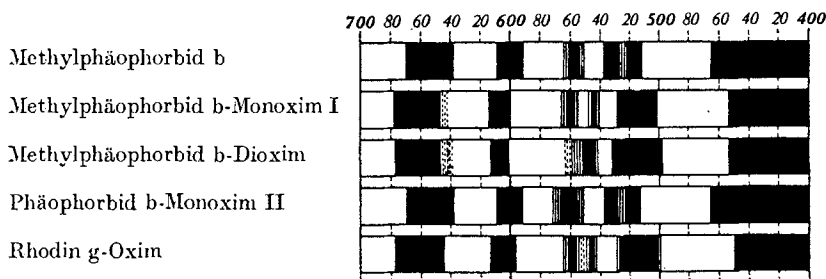 700 80 60 40 20 600 80 60 40 20 500 80 60 40 20 400
Methylphäophorbid b
Methylphäophorbid b-Monoxim I
Methylphäophorbid b-Dioxim
Phäophorbid b-Monoxim II
Rhodin g-Oxim